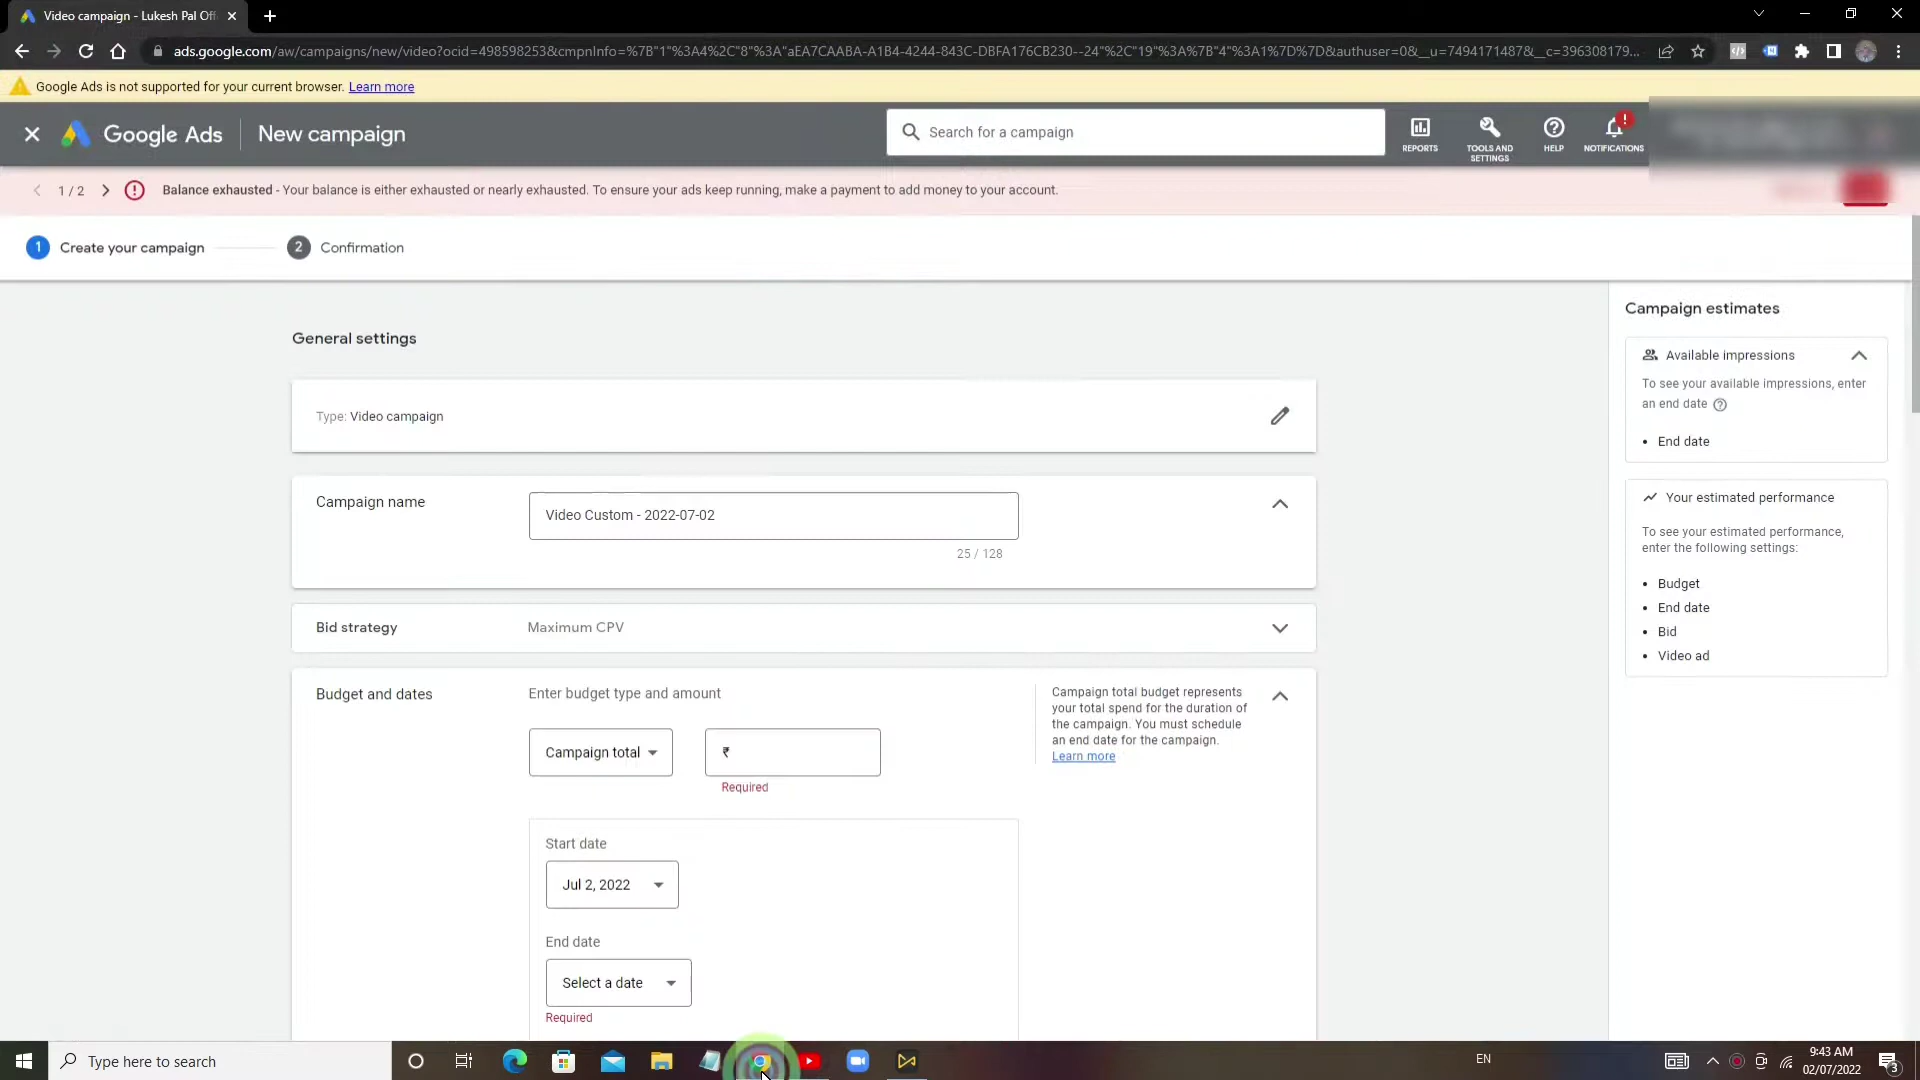 Video campaign - Lukesh Pal Off
ads.google.com/aw/campaigns/new/video?ocid=498598253&cmpnInfo=%7B"1"%3A4%2C"8"%3A"aEA7CAABA-A1B4-4244-843C-DBFA176CB230--24"%2C"19"%3A%7B"4"%3A1%7D%7D&authuser=0&__u=7494171487&__c=396308179...
Google Ads is not supported for your current browser. Learn more
Google Ads New campaign
Search for a campaign
REPORTS
TOOLS AND SETTINGS
HELP
NOTIFICATIONS
1 / 2 Balance exhausted - Your balance is either exhausted or nearly exhausted. To ensure your ads keep running, make a payment to add money to your account.
1 Create your campaign 2 Confirmation
General settings
Type: Video campaign
Campaign name
Video Custom - 2022-07-02
25 / 128
Bid strategy Maximum CPV
Budget and dates Enter budget type and amount
Campaign total ₹
Required
Campaign total budget represents
your total spend for the duration of
the campaign. You must schedule
an end date for the campaign.
Learn more
Start date
Jul 2, 2022
End date
Select a date
Required
Campaign estimates
Available impressions
To see your available impressions, enter
an end date
• End date
Your estimated performance
To see your estimated performance,
enter the following settings:
• Budget
• End date
• Bid
• Video ad
Type here to search
EN
9:43 AM
02/07/2022
3